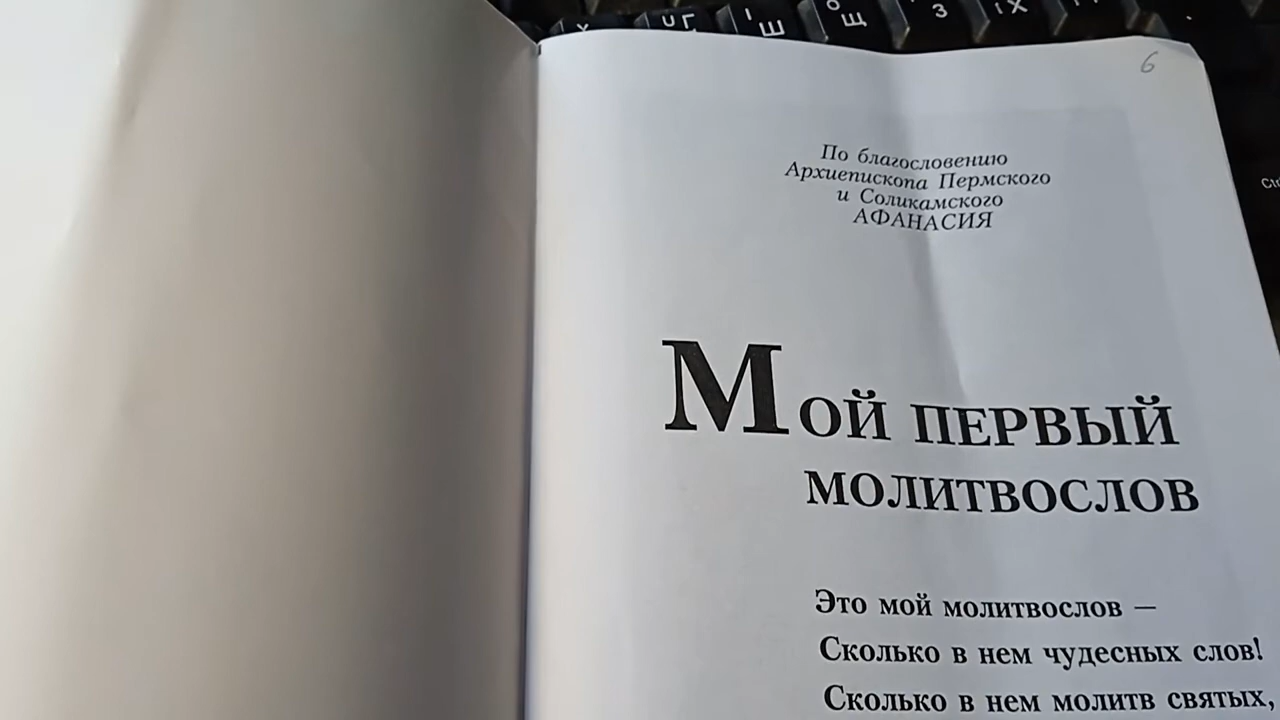 6
По благословению
Архиепископа Пермского
и Соликамского
АФАНАСИЯ
Мой ПЕРВЫЙ
МОЛИТВОСЛОВ
Это мой молитвослов —
Сколько в нем чудесных слов!
Сколько в нем молитв святых,